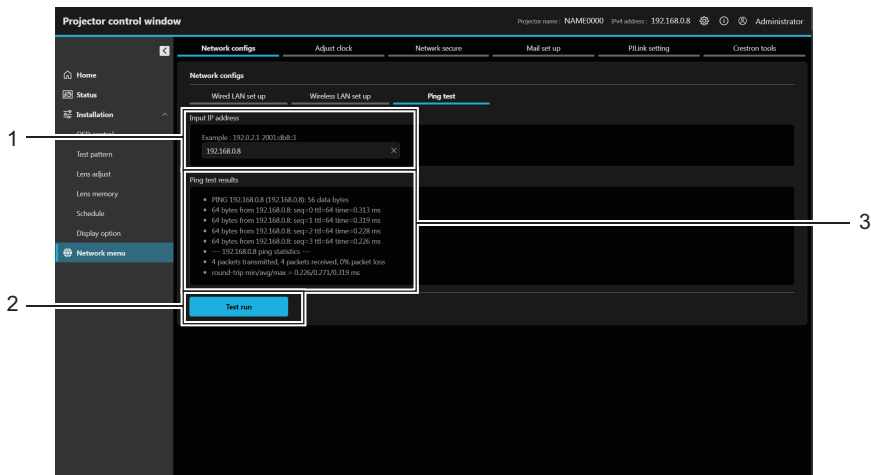 Projector control window
Projector name : NAME0000 IPv4 address : 192.168.0.8 Administrator
Network configs Adjust clock Network secure Mail set up PJLink setting Crestron tools
Home
Status
Installation
Test pattern
Lens adjust
Lens memory
Schedule
Display option
Network menu
Network configs
Wired LAN set up Wireless LAN set up Ping test
Input IP address
Example : 192.0.2.1 2001:db8::1
192.168.0.8
Ping test results
• PING 192.168.0.8 (192.168.0.8): 56 data bytes
• 64 bytes from 192.168.0.8: seq=0 ttl=64 time=0.313 ms
• 64 bytes from 192.168.0.8: seq=1 ttl=64 time=0.319 ms
• 64 bytes from 192.168.0.8: seq=2 ttl=64 time=0.228 ms
• 64 bytes from 192.168.0.8: seq=3 ttl=64 time=0.226 ms
• --- 192.168.0.8 ping statistics ---
• 4 packets transmitted, 4 packets received, 0% packet loss
• round-trip min/avg/max = 0.226/0.271/0.319 ms
Test run
1
2
3